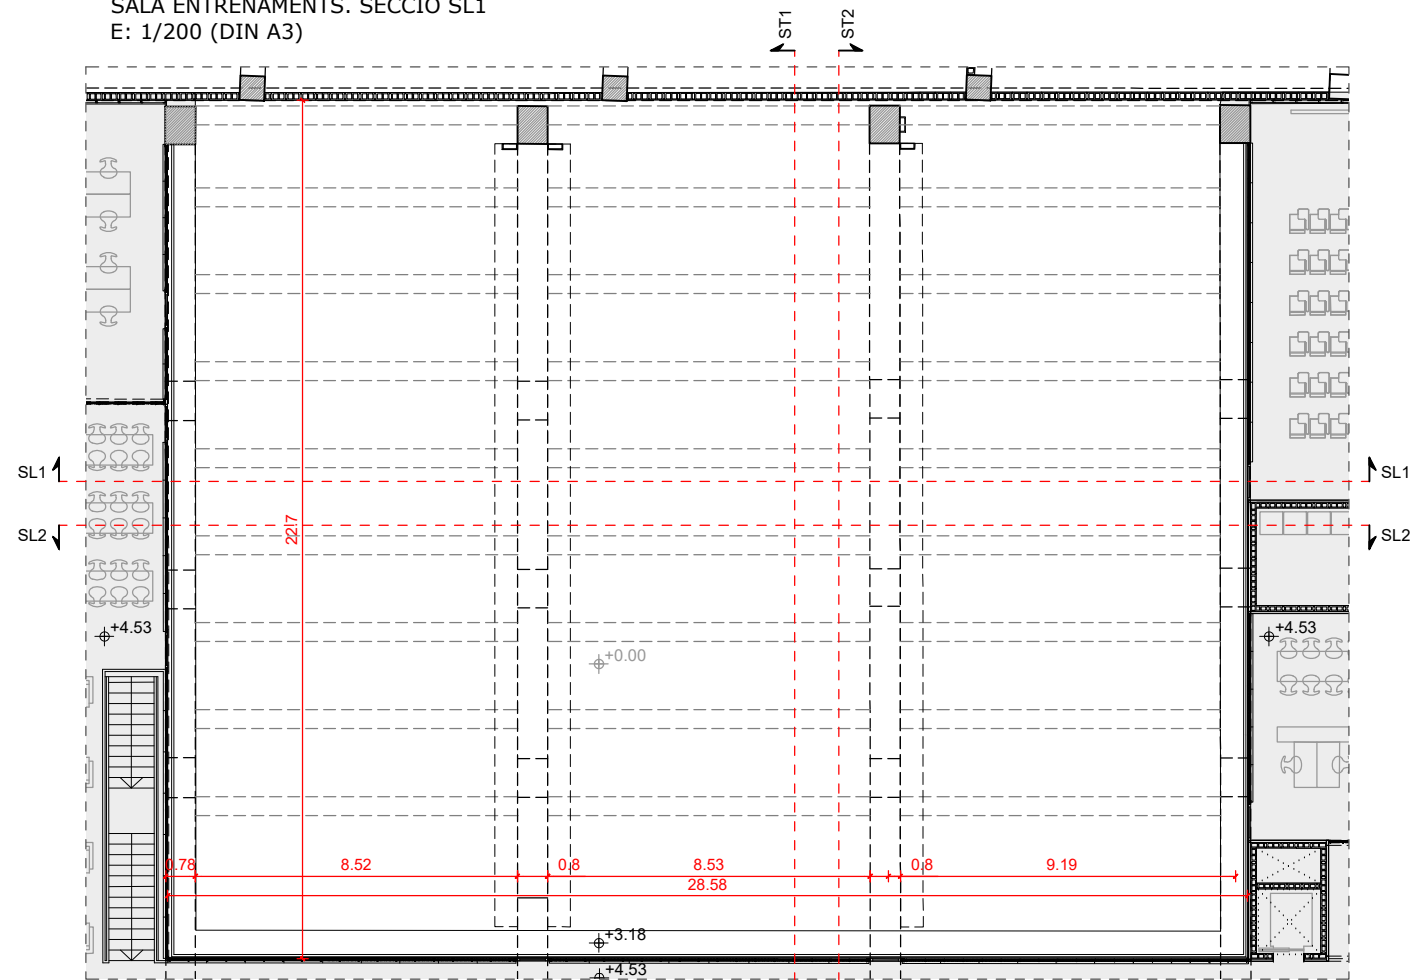 SALA ENTRENAMENTS. SECCIÓ SL1
E: 1/200 (DIN A3)
ST1
ST2
SL1
SL1
SL2
SL2
22.7
+4.53
+4.53
+0.00
0.78
8.52
0.8
8.53
0.8
9.19
28.58
+3.18
+4.53